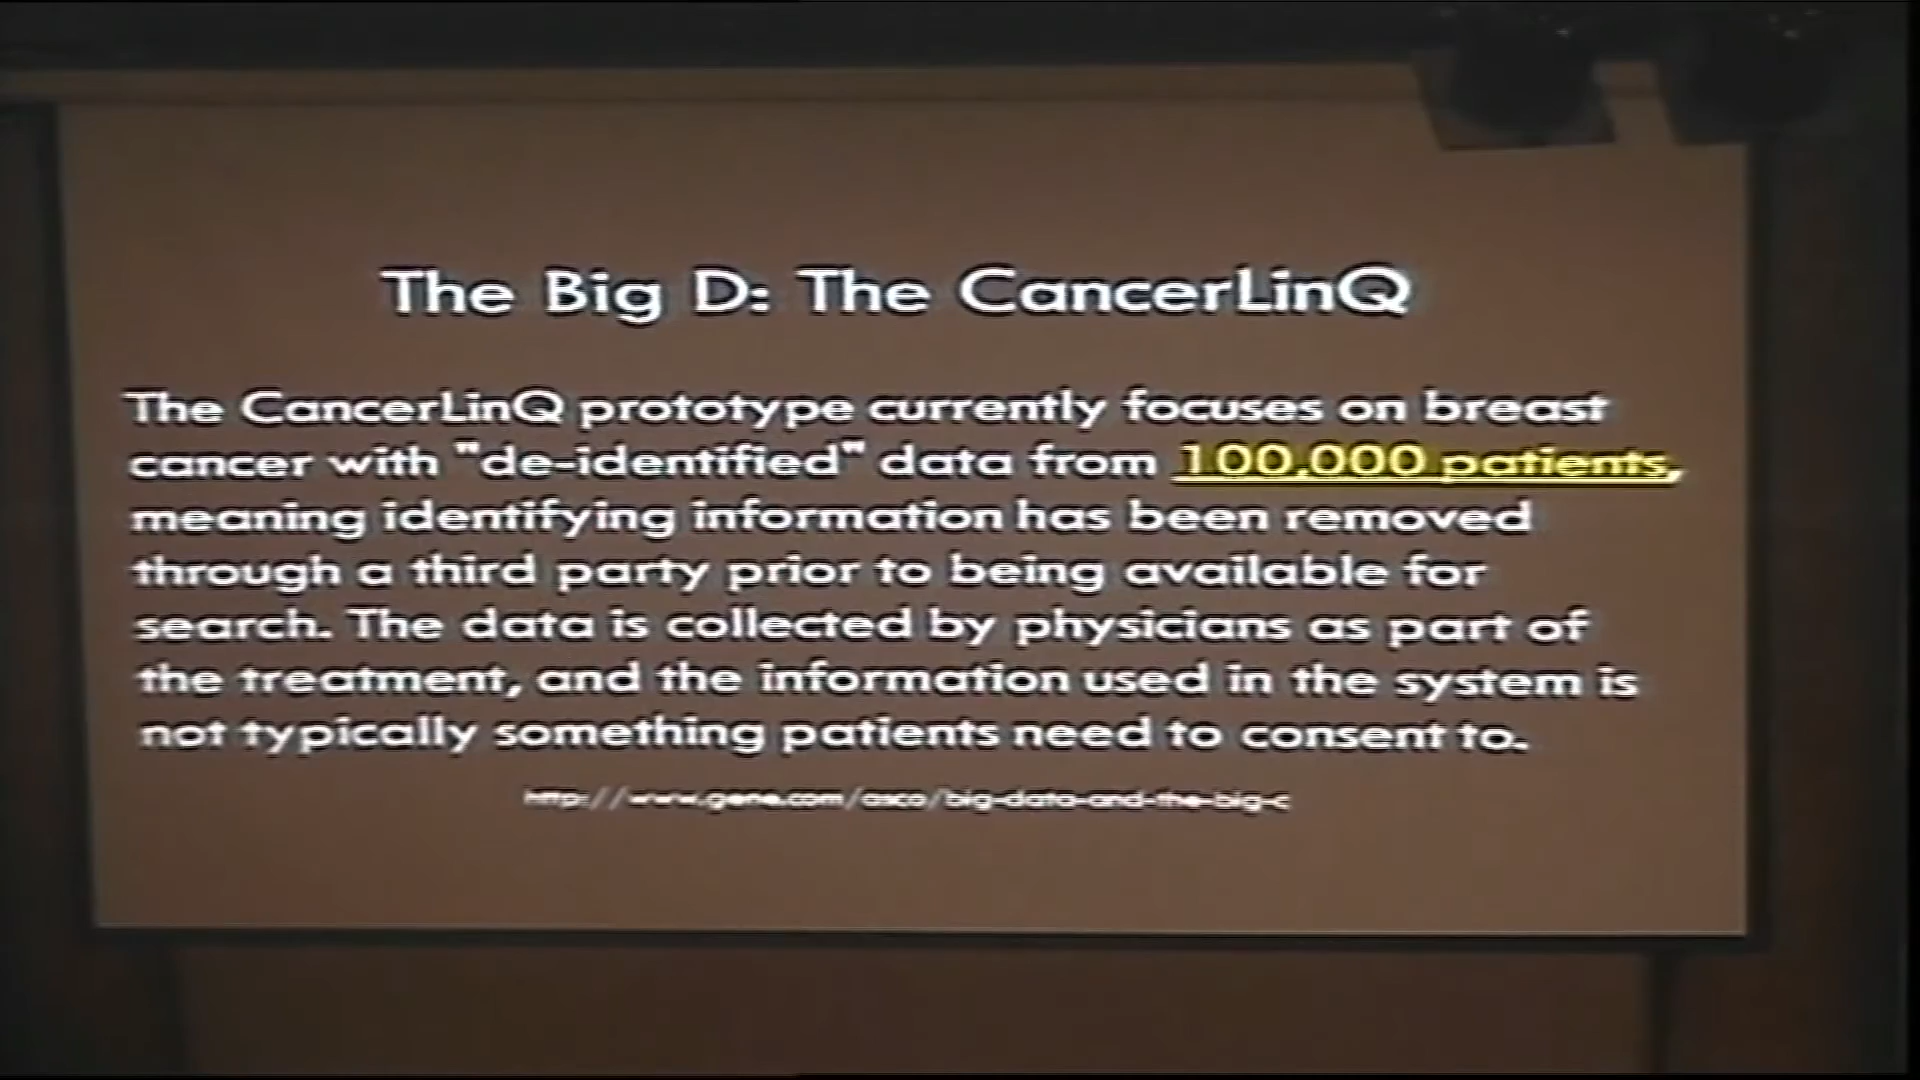 The Big D: The CancerLinQ
The CancerLinQ prototype currently focuses on breast
cancer with "de-identified" data from 100,000 patients,
meaning identifying information has been removed
through a third party prior to being available for
search. The data is collected by physicians as part of
the treatment, and the information used in the system is
not typically something patients need to consent to.
http://www.gene.com/asco/big-data-and-the-big-c